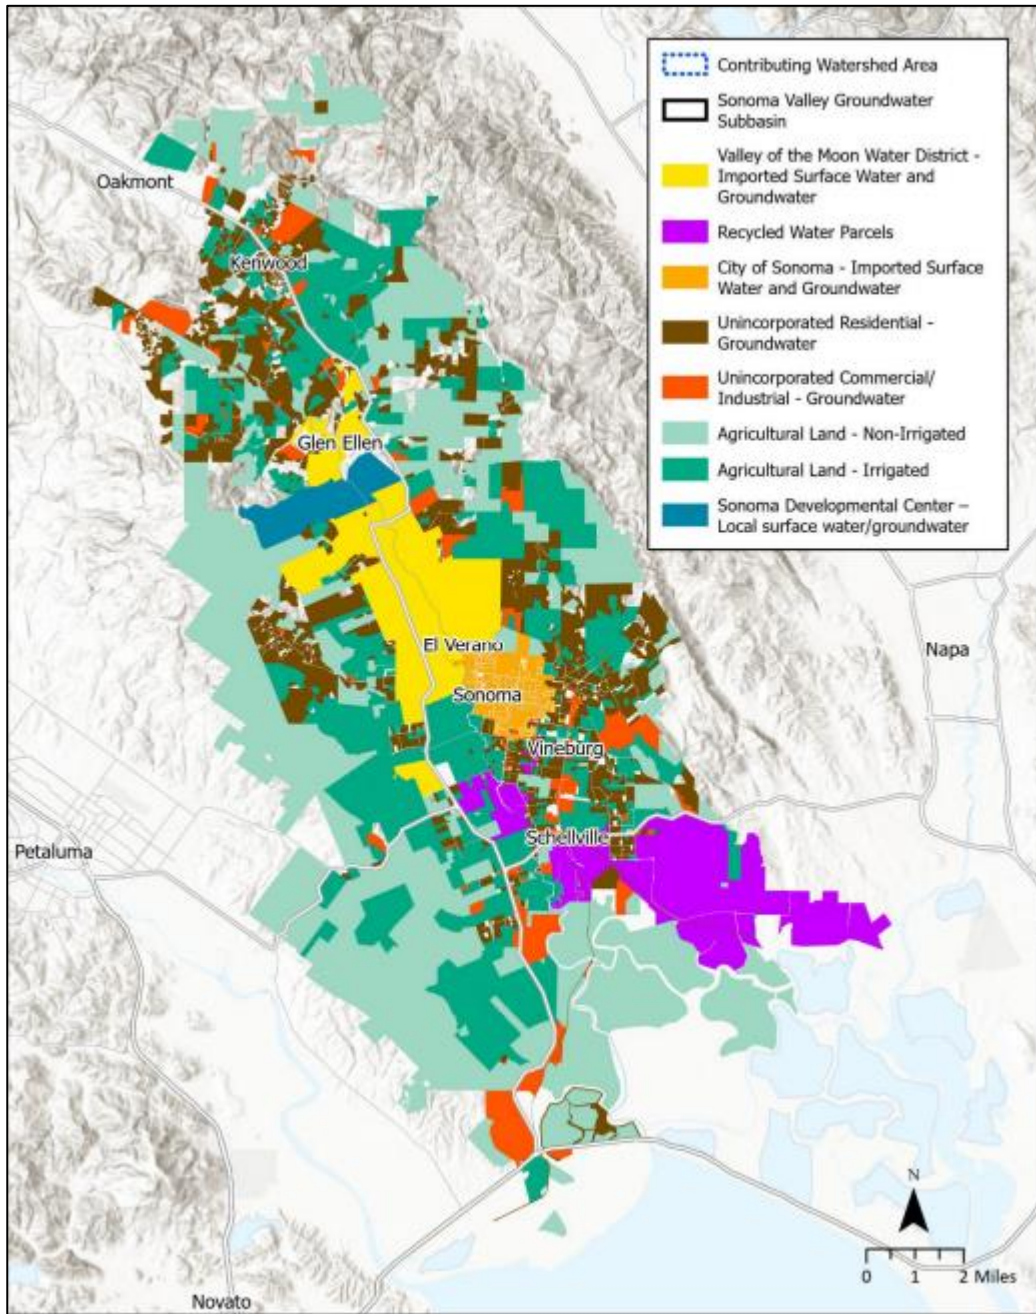 Contributing Watershed Area
Sonoma Valley Groundwater
Subbasin
Valley of the Moon Water District -
Imported Surface Water and
Groundwater
Recycled Water Parcels
City of Sonoma - Imported Surface
Water and Groundwater
Unincorporated Residential -
Groundwater
Unincorporated Commercial/
Industrial - Groundwater
Agricultural Land - Non-Irrigated
Agricultural Land - Irrigated
Sonoma Developmental Center –
Local surface water/groundwater
Oakmont
Kenwood
Glen Ellen
El Verano
Sonoma
Napa
Vineburg
Schellville
Petaluma
Novato
N
0 1 2 Miles